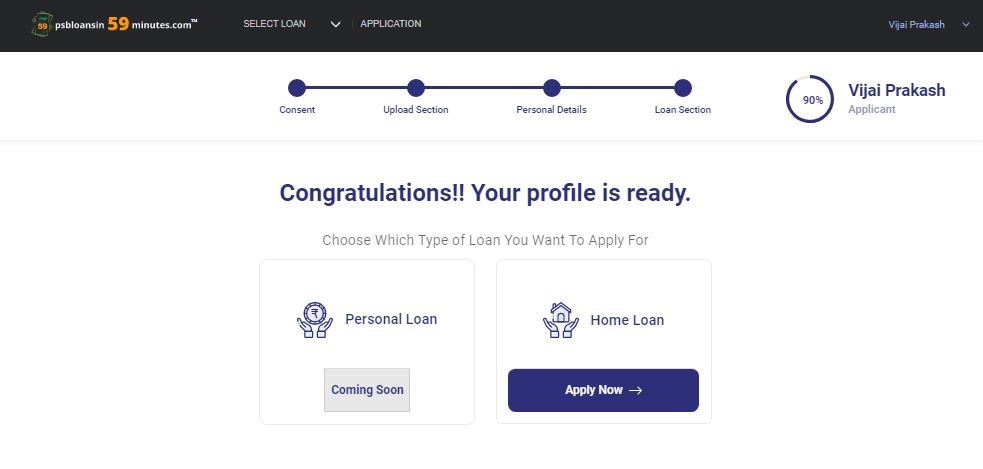 psbloansin 59 minutes.com™ SELECT LOAN APPLICATION Vijai Prakash
90% Vijai Prakash
Applicant
Consent Upload Section Personal Details Loan Section
Congratulations!! Your profile is ready.
Choose Which Type of Loan You Want To Apply For
Personal Loan
Coming Soon
Home Loan
Apply Now →